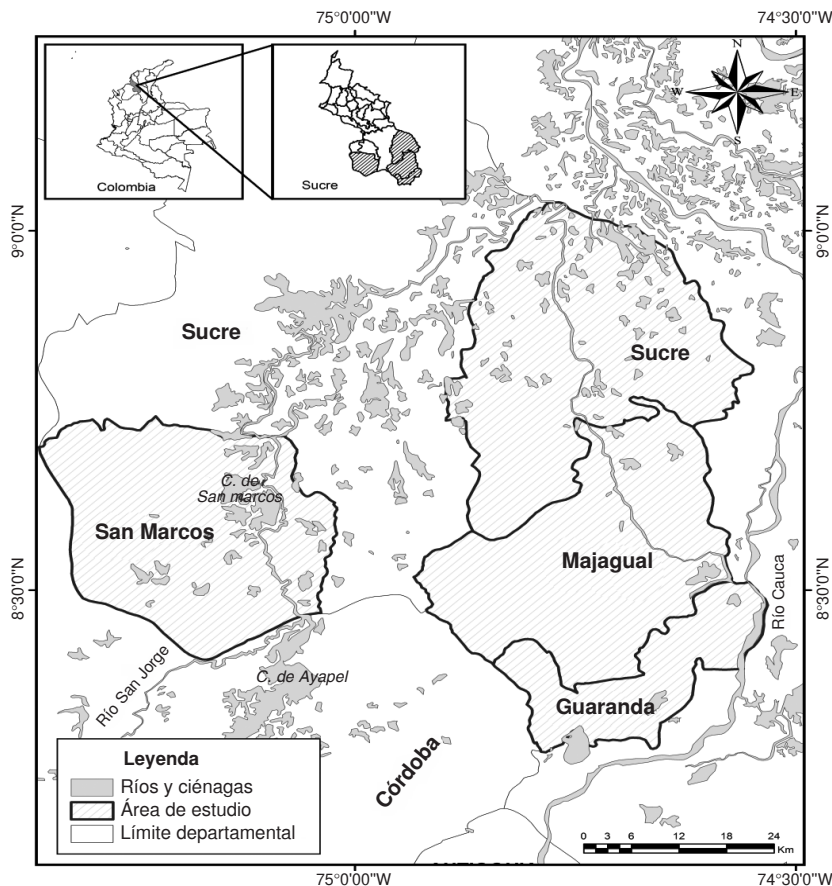 75°0'0"W
74°30'0"W
Colombia
Sucre
N
W
E
S
9°0'0"N
9°0'0"N
Sucre
Sucre
C. de
San marcos
San Marcos
Majagual
8°30'0"N
8°30'0"N
Río Cauca
Río San Jorge
C. de Ayapel
Guaranda
Córdoba
Leyenda
Ríos y ciénagas
Área de estudio
Límite departamental
0 3 6 12 18 24
Km
75°0'0"W
74°30'0"W